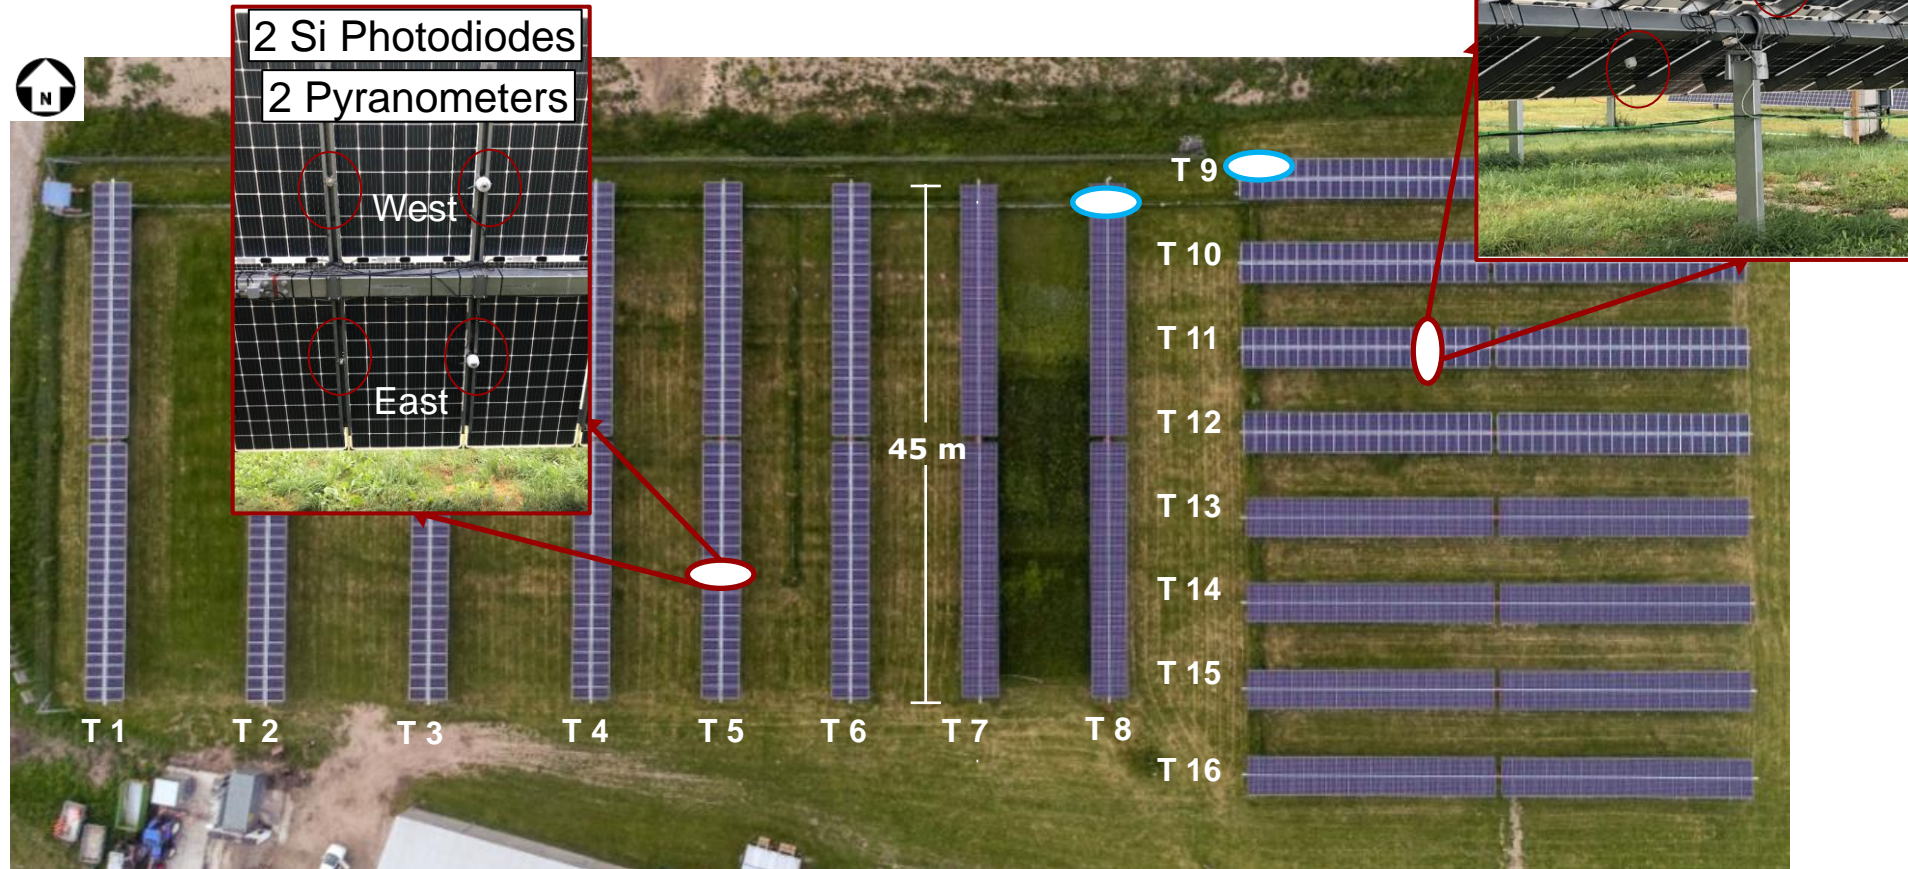 2 Si Photodiodes
2 Pyranometers
N
West
East
T 9
T 10
T 11
T 12
T 13
T 14
T 15
T 16
45 m
T 1
T 2
T 3
T 4
T 5
T 6
T 7
T 8